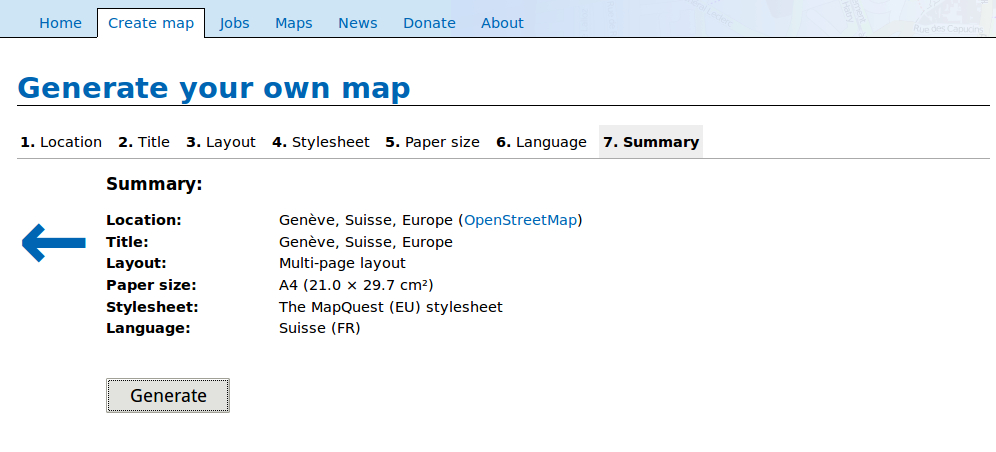 Home Create map Jobs Maps News Donate About
Rue des Capucins
Generate your own map
1. Location 2. Title 3. Layout 4. Stylesheet 5. Paper size 6. Language 7. Summary
Summary:
Location: Genève, Suisse, Europe (OpenStreetMap)
Title: Genève, Suisse, Europe
Layout: Multi-page layout
Paper size: A4 (21.0 × 29.7 cm²)
Stylesheet: The MapQuest (EU) stylesheet
Language: Suisse (FR)
Generate